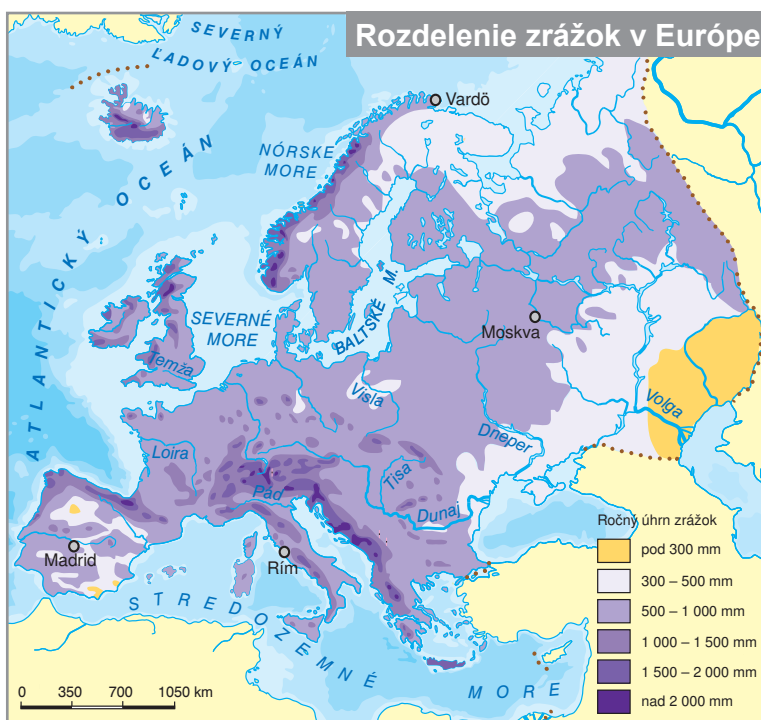 Rozdelenie zrážok v Európe
SEVERNÝ
ĽADOVÝ OCEÁN
Vardö
NÓRSKE
MORE
ATLANTICKÝ OCEÁN
SEVERNÉ
MORE
BALTSKÉ M.
Moskva
Temža
Visla
Volga
Dneper
Loira
Tisa
Pád
Dunaj
Madrid
Rím
STREDOZEMNÉ MORE
Ročný úhrn zrážok
pod 300 mm
300 – 500 mm
500 – 1 000 mm
1 000 – 1 500 mm
1 500 – 2 000 mm
nad 2 000 mm
0 350 700 1050 km